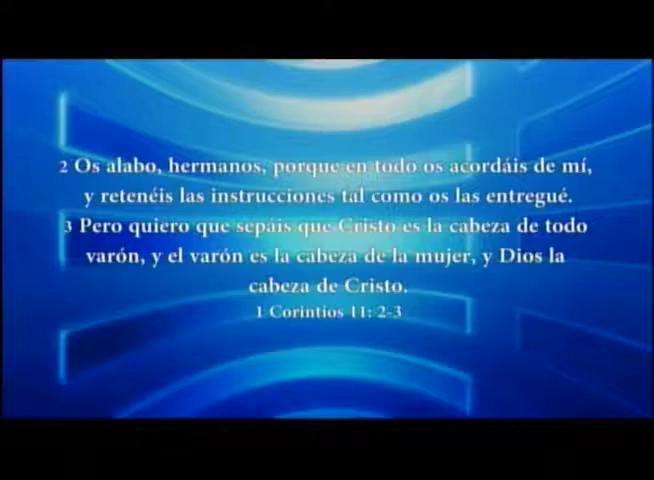 2 Os alabo, hermanos, porque en todo os acordáis de mí,
y retenéis las instrucciones tal como os las entregué.
3 Pero quiero que sepáis que Cristo es la cabeza de todo
varón, y el varón es la cabeza de la mujer, y Dios la
cabeza de Cristo.
1 Corintios 11: 2-3